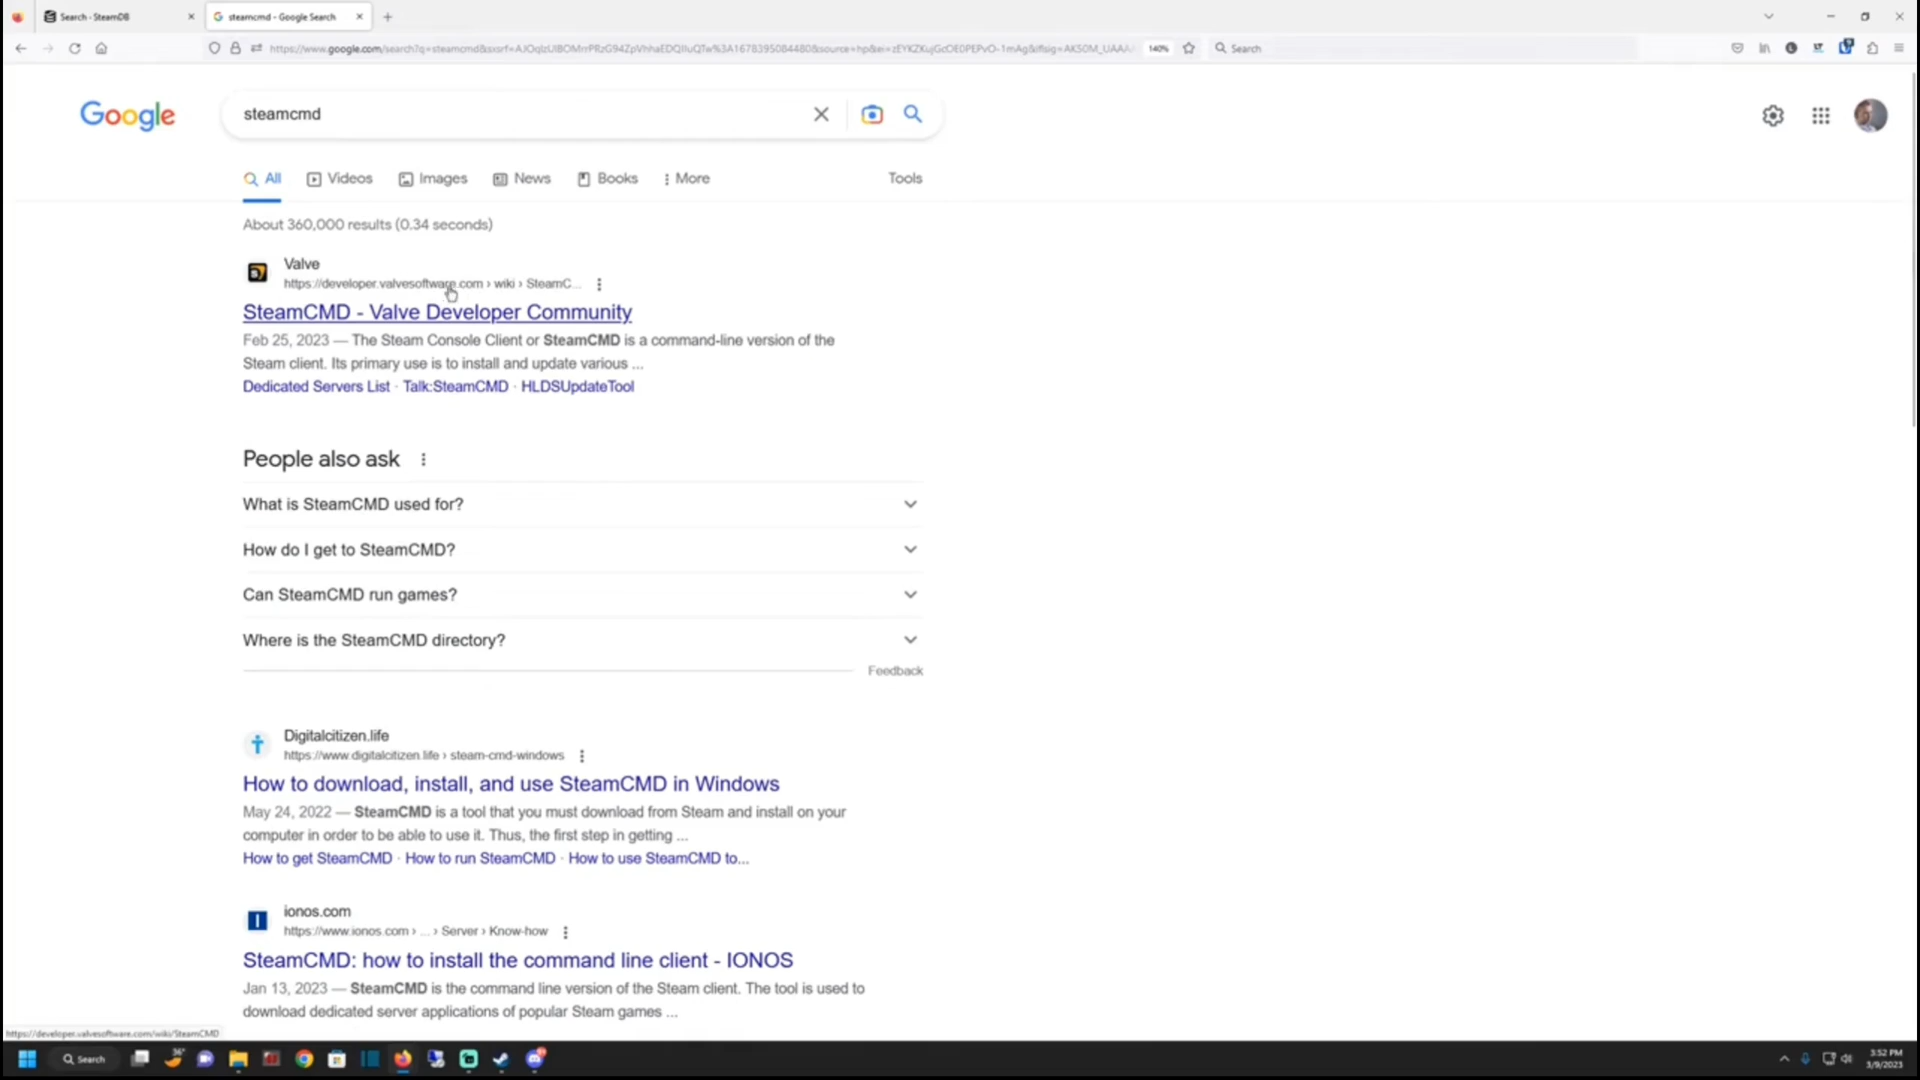 Search - SteamDB
steamcmd - Google Search
140%
Search
Google
steamcmd
All
Videos
Images
News
Books
More
Tools
About 360,000 results (0.34 seconds)
Valve
https://developer.valvesoftware.com › wiki › SteamC...
SteamCMD - Valve Developer Community
Feb 25, 2023 — The Steam Console Client or SteamCMD is a command-line version of the
Steam client. Its primary use is to install and update various ...
Dedicated Servers List · Talk:SteamCMD · HLDSUpdateTool
People also ask
What is SteamCMD used for?
How do I get to SteamCMD?
Can SteamCMD run games?
Where is the SteamCMD directory?
Feedback
Digitalcitizen.life
https://www.digitalcitizen.life › steam-cmd-windows
How to download, install, and use SteamCMD in Windows
May 24, 2022 — SteamCMD is a tool that you must download from Steam and install on your
computer in order to be able to use it. Thus, the first step in getting ...
How to get SteamCMD · How to run SteamCMD · How to use SteamCMD to...
ionos.com
https://www.ionos.com › ... › Server › Know-how
SteamCMD: how to install the command line client - IONOS
Jan 13, 2023 — SteamCMD is the command line version of the Steam client. The tool is used to
download dedicated server applications of popular Steam games ...
https://developer.valvesoftware.com/wiki/SteamCMD
Search
36°
3:52 PM
3/9/2023